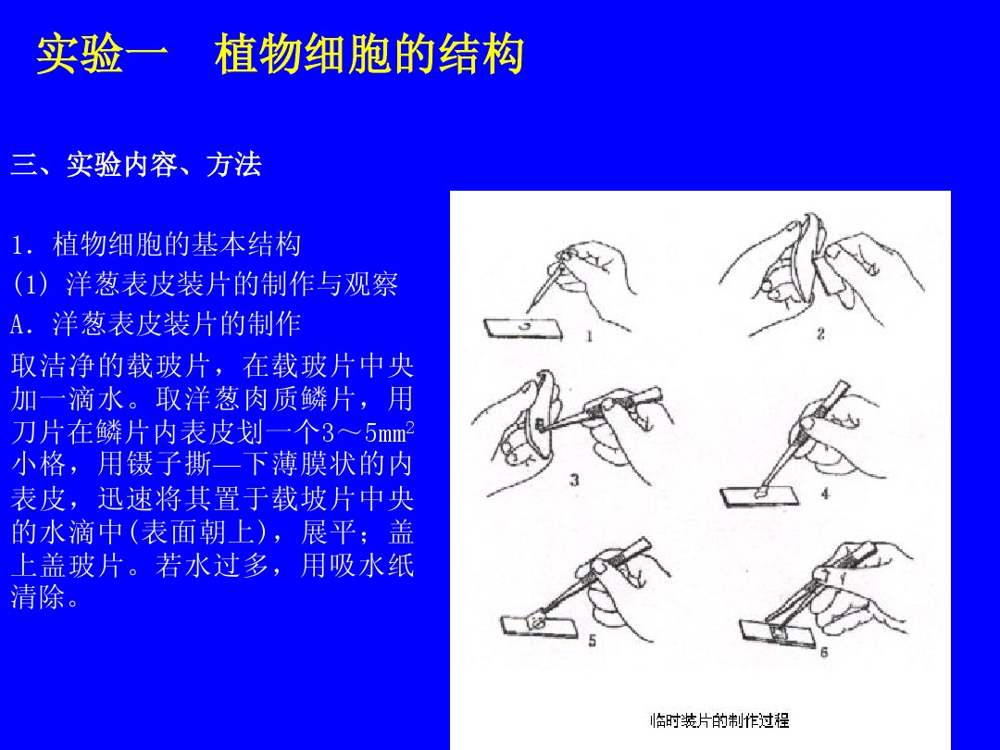 实验一　植物细胞的结构
三、实验内容、方法
1．植物细胞的基本结构
(1) 洋葱表皮装片的制作与观察
A．洋葱表皮装片的制作
取洁净的载玻片，在载玻片中央
加一滴水。取洋葱肉质鳞片，用
刀片在鳞片内表皮划一个3～5mm²
小格，用镊子撕—下薄膜状的内
表皮，迅速将其置于载坡片中央
的水滴中(表面朝上)，展平；盖
上盖玻片。若水过多，用吸水纸
清除。
1
2
3
4
5
6
临时装片的制作过程